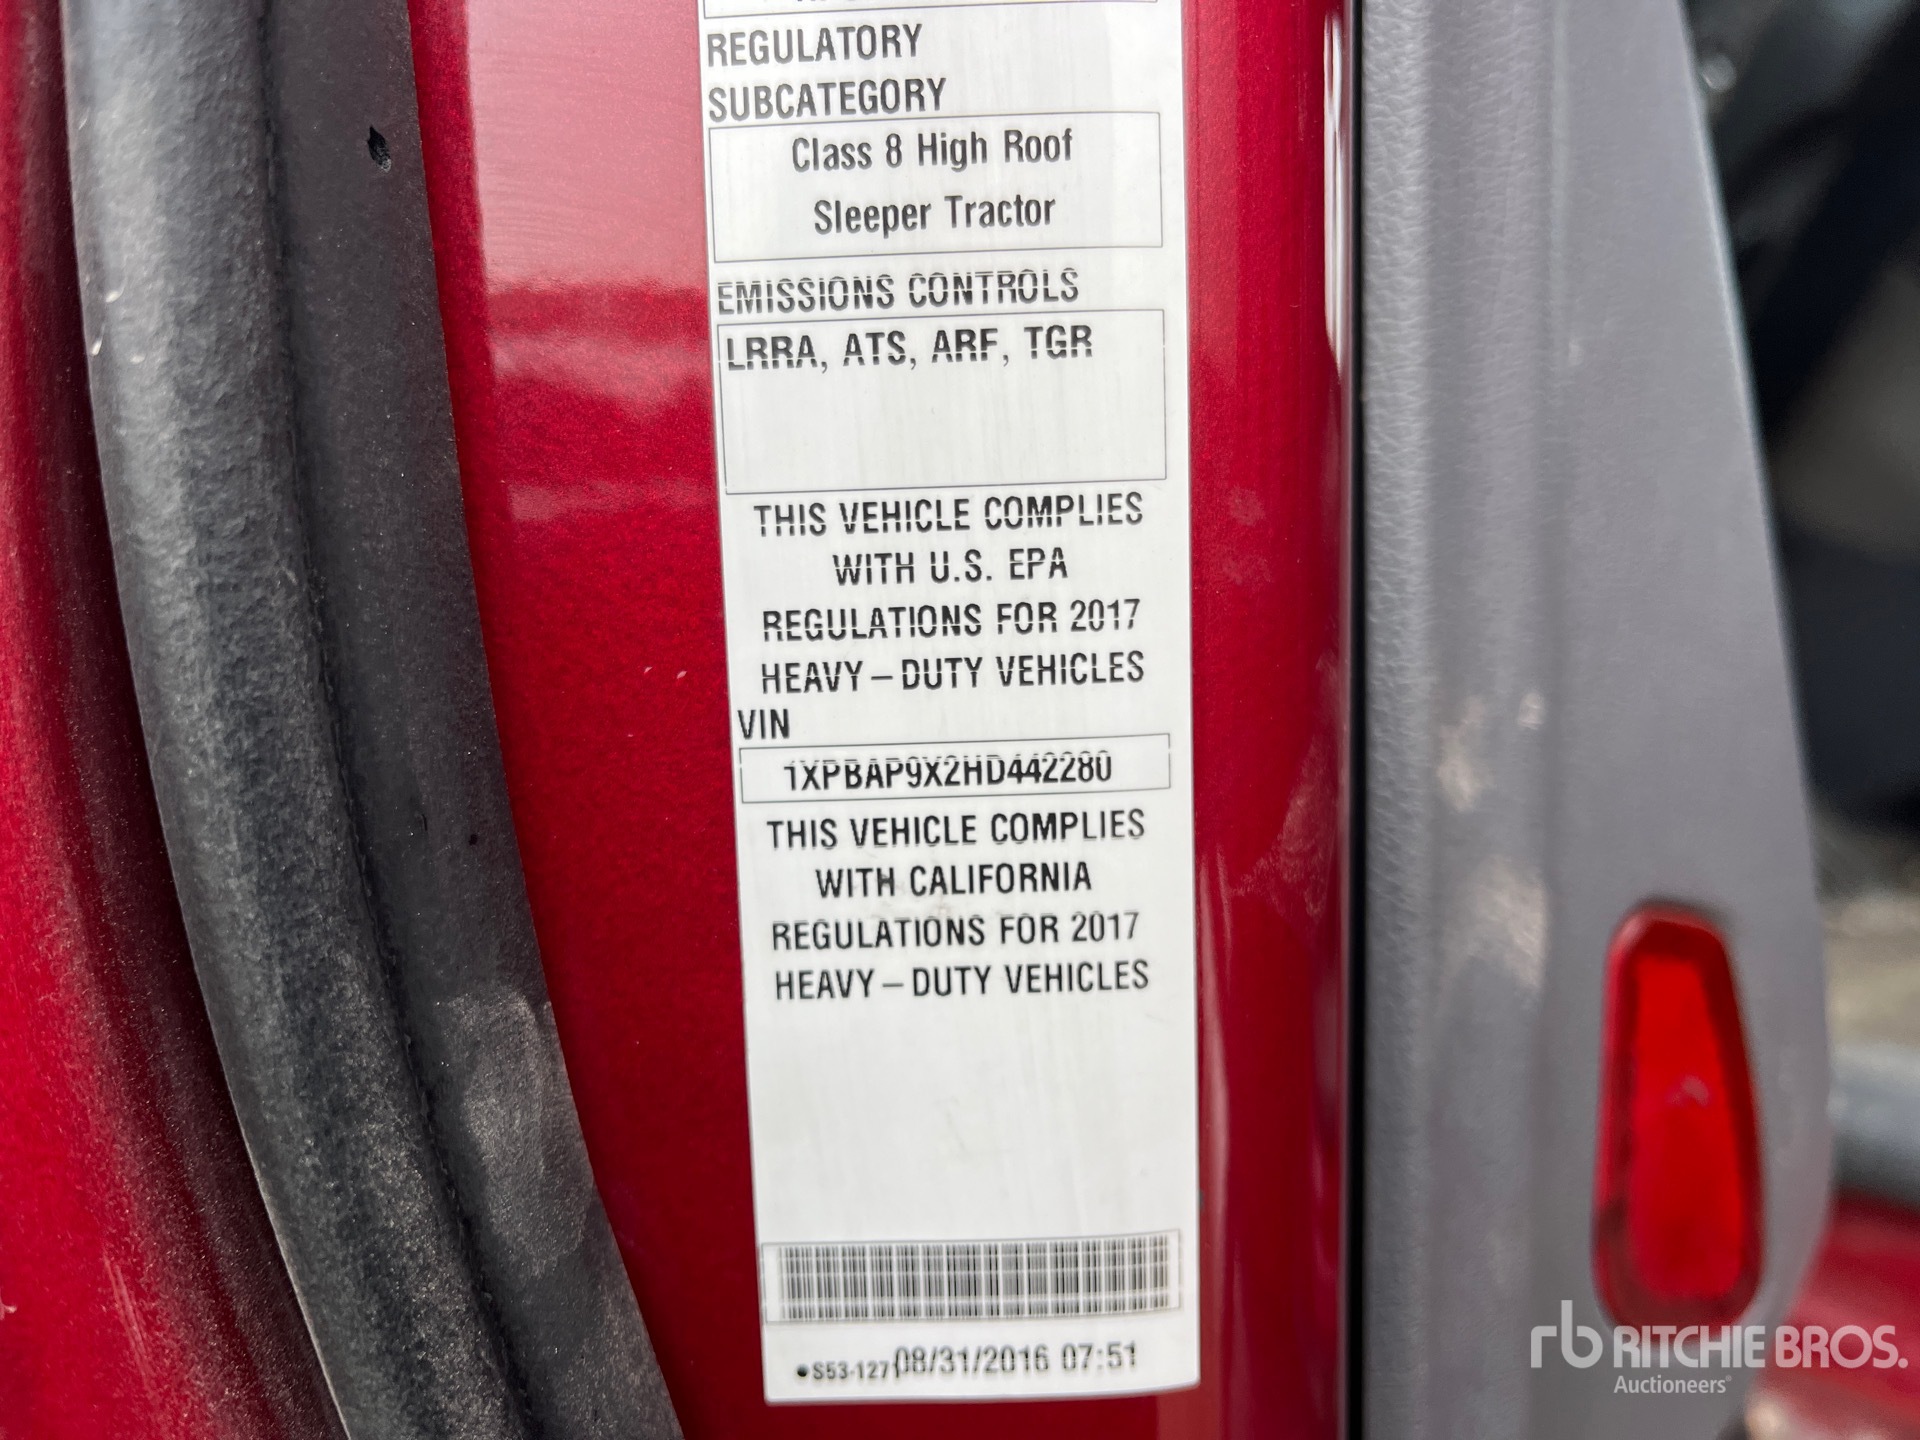 REGULATORY
SUBCATEGORY
Class 8 High Roof
Sleeper Tractor
EMISSIONS CONTROLS
LRRA, ATS, ARF, TGR
THIS VEHICLE COMPLIES
WITH U.S. EPA
REGULATIONS FOR 2017
HEAVY-DUTY VEHICLES
VIN
1XPBAP9X2HD442280
THIS VEHICLE COMPLIES
WITH CALIFORNIA
REGULATIONS FOR 2017
HEAVY-DUTY VEHICLES
•S53-1271 08/31/2016 07:51
rb RITCHIE BROS.
Auctioneers